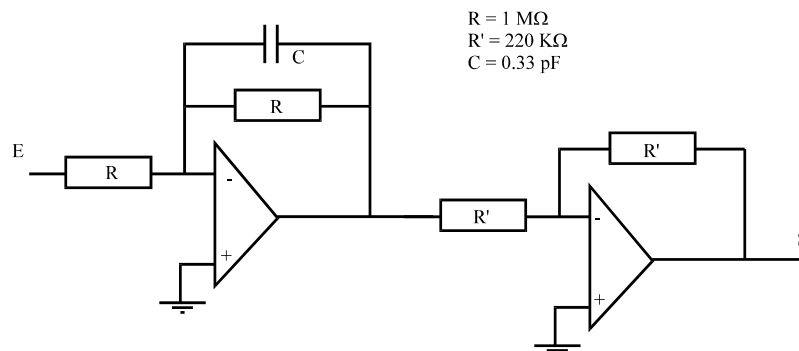 R = 1 MΩ
R' = 220 KΩ
C = 0.33 pF
C
R
E
R
-
+
R'
R'
-
+